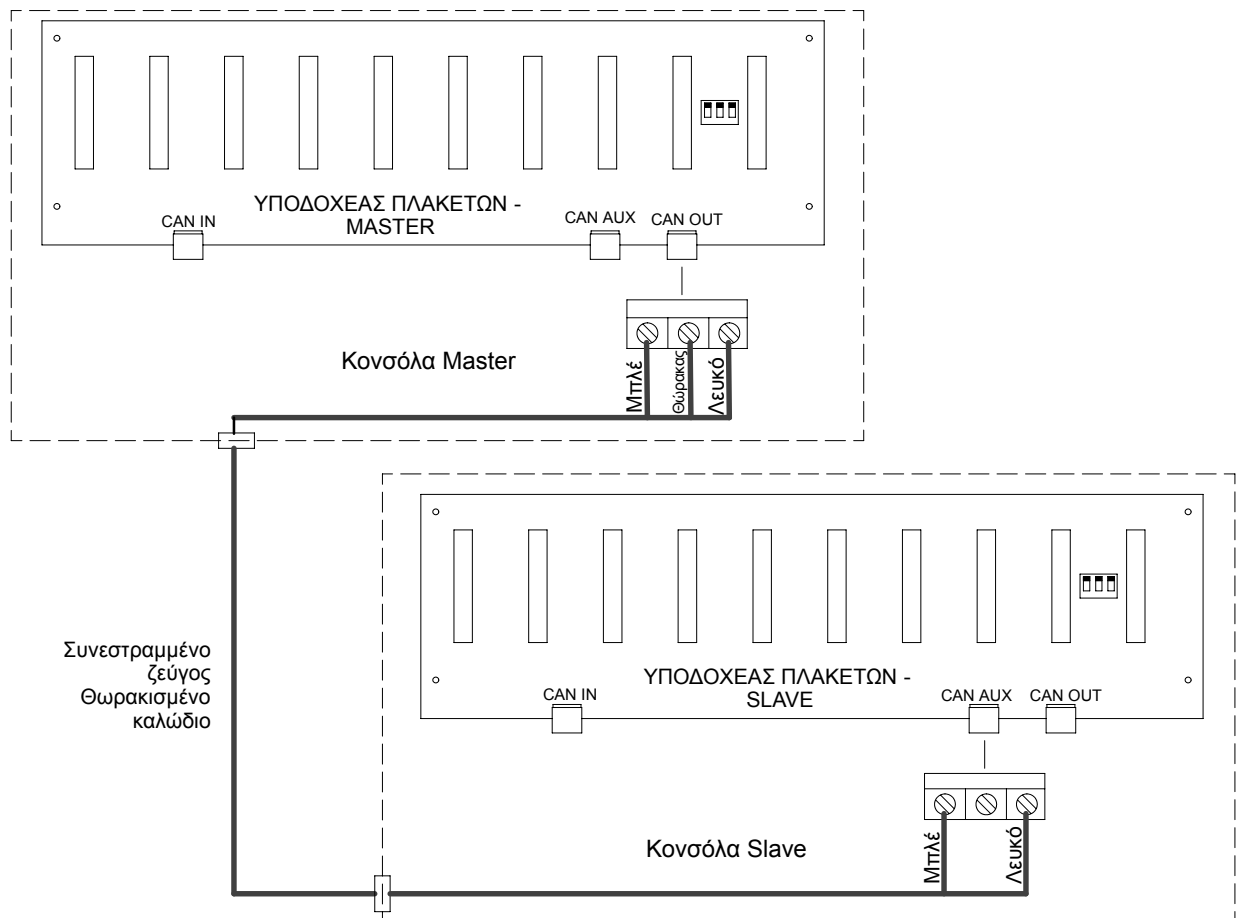 ΥΠΟΔΟΧΕΑΣ ΠΛΑΚΕΤΩΝ -
MASTER
CAN IN
CAN AUX
CAN OUT
Κονσόλα Master
Μπλέ
Θώρακας
Λευκό
Συνεστραμμένο
ζεύγος
Θωρακισμένο
καλώδιο
ΥΠΟΔΟΧΕΑΣ ΠΛΑΚΕΤΩΝ -
SLAVE
CAN IN
CAN AUX
CAN OUT
Κονσόλα Slave
Μπλέ
Λευκό